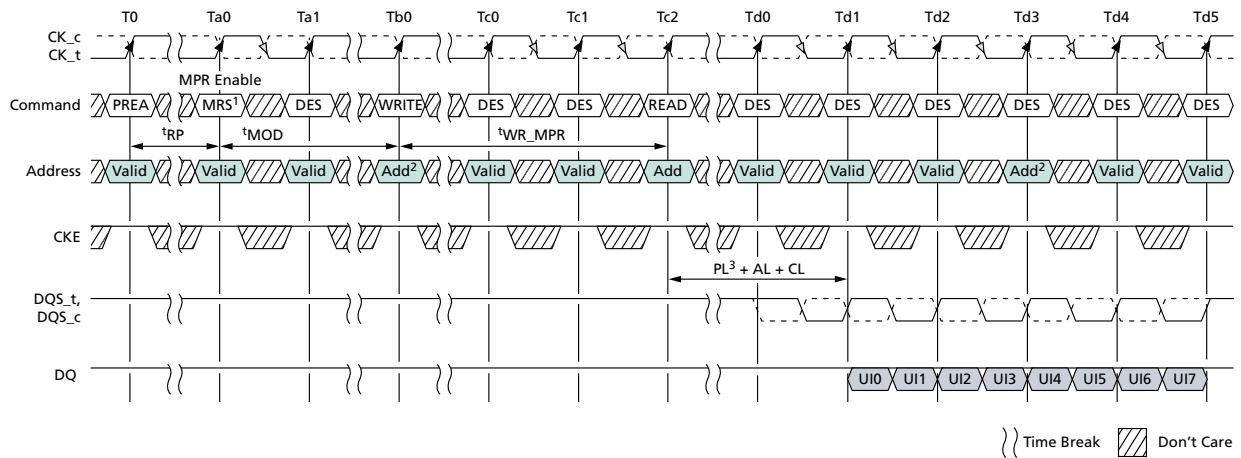 T0 Ta0 Ta1 Tb0 Tc0 Tc1 Tc2 Td0 Td1 Td2 Td3 Td4 Td5
CK_c
CK_t
MPR Enable
Command PREA MRS¹ DES WRITE DES DES READ DES DES DES DES DES DES
tRP tMOD tWR_MPR
Address Valid Valid Valid Add² Valid Valid Add Valid Valid Valid Add² Valid Valid
CKE
PL³ + AL + CL
DQS_t,
DQS_c
DQ UI0 UI1 UI2 UI3 UI4 UI5 UI6 UI7
Time Break Don't Care